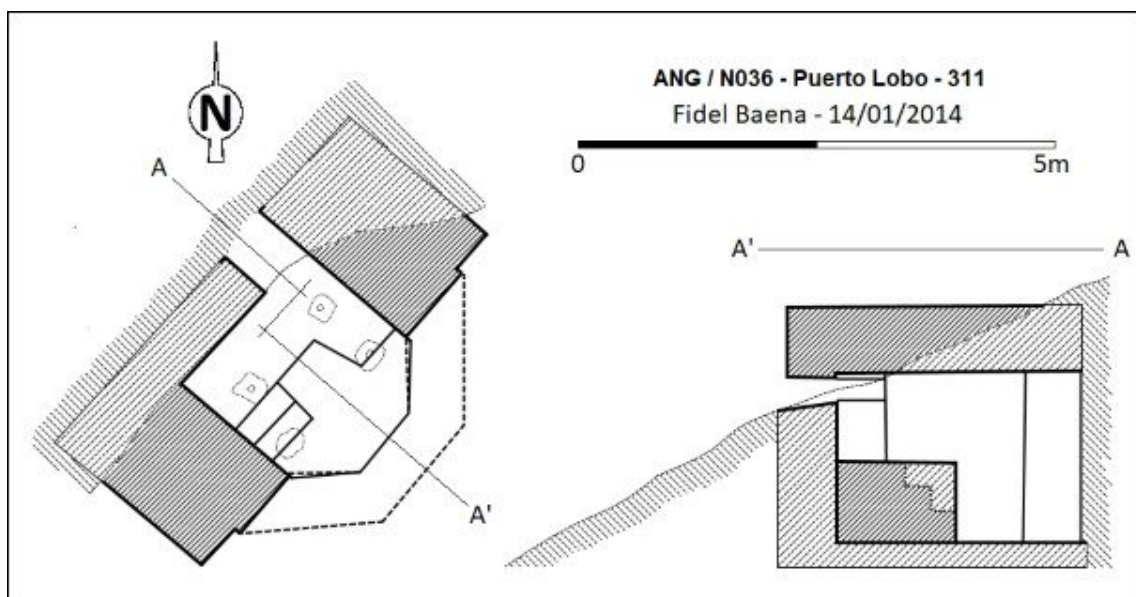 N
ANG / N036 - Puerto Lobo - 311
Fidel Baena - 14/01/2014
0 5m
A
A'
A' A